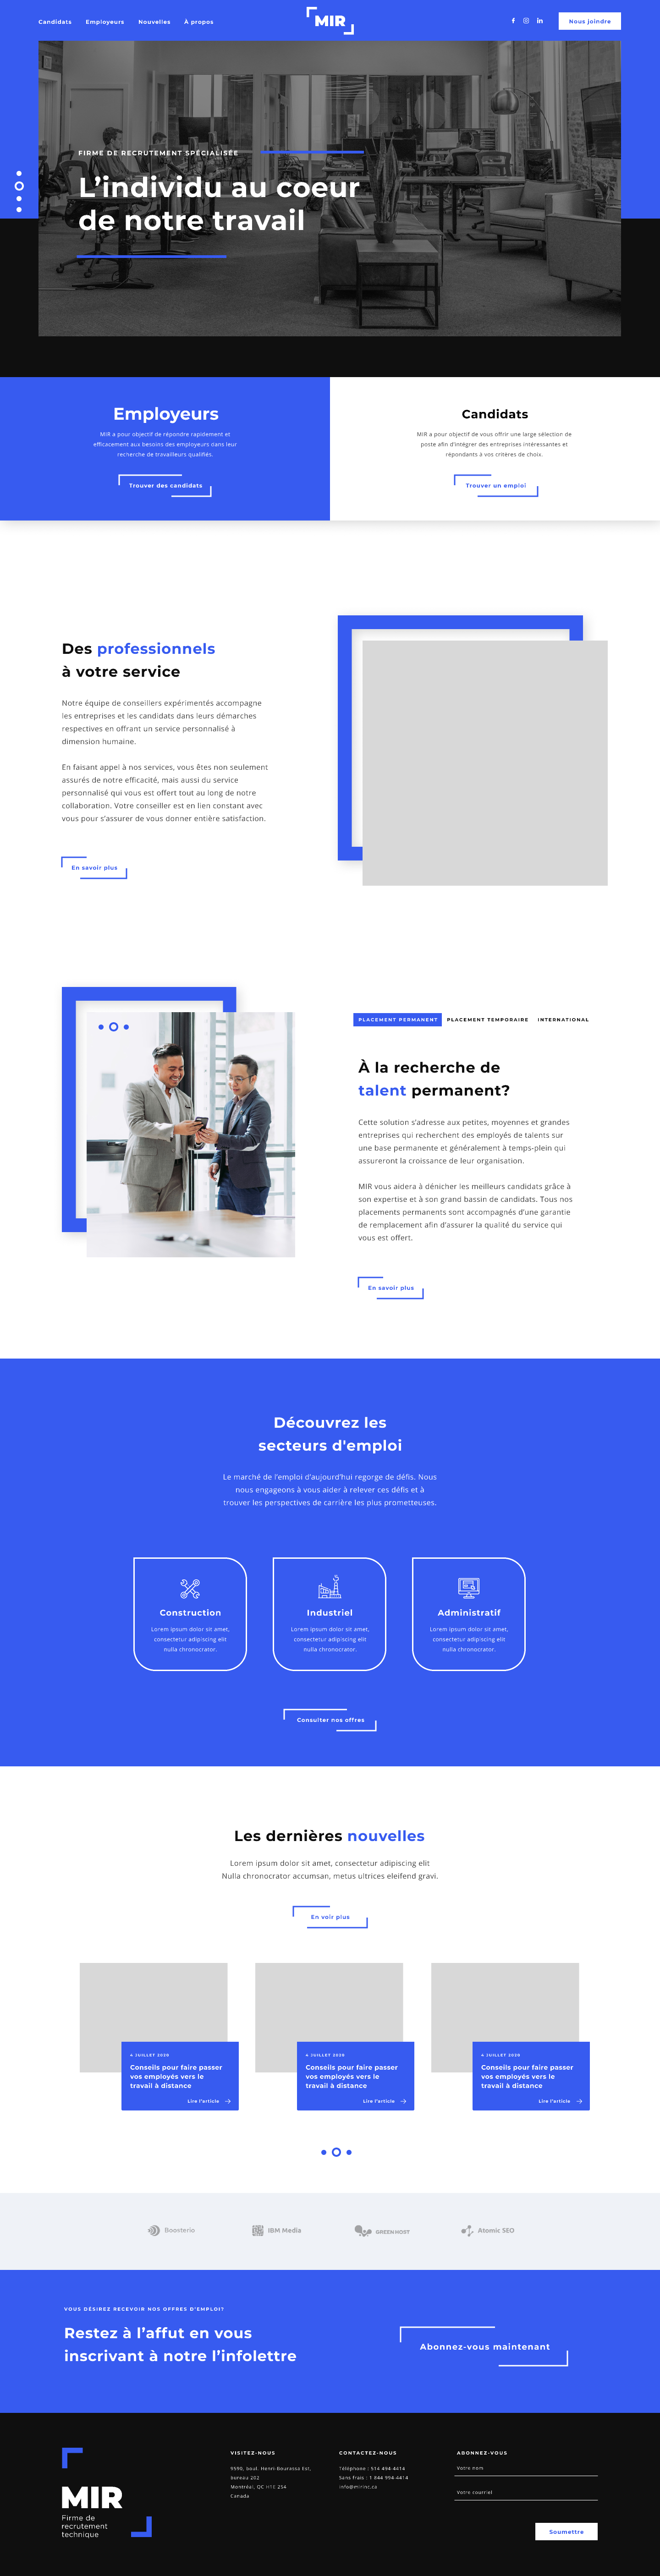 Candidats Employeurs Nouvelles À propos
MIR
Nous joindre
FIRME DE RECRUTEMENT SPÉCIALISÉE
L'individu au coeur
de notre travail
Employeurs
MIR a pour objectif de répondre rapidement et
efficacement aux besoins des employeurs dans leur
recherche de travailleurs qualifiés.
Trouver des candidats
Candidats
MIR a pour objectif de vous offrir une large sélection de
poste afin d'intégrer des entreprises intéressantes et
répondants à vos critères de choix.
Trouver un emploi
Des professionnels
à votre service
Notre équipe de conseillers expérimentés accompagne
les entreprises et les candidats dans leurs démarches
respectives en offrant un service personnalisé à
dimension humaine.
En faisant appel à nos services, vous êtes non seulement
assurés de notre efficacité, mais aussi du service
personnalisé qui vous est offert tout au long de notre
collaboration. Votre conseiller est en lien constant avec
vous pour s'assurer de vous donner entière satisfaction.
En savoir plus
PLACEMENT PERMANENT PLACEMENT TEMPORAIRE INTERNATIONAL
À la recherche de
talent permanent?
Cette solution s'adresse aux petites, moyennes et grandes
entreprises qui recherchent des employés de talents sur
une base permanente et généralement à temps-plein qui
assureront la croissance de leur organisation.
MIR vous aidera à dénicher les meilleurs candidats grâce à
son expertise et à son grand bassin de candidats. Tous nos
placements permanents sont accompagnés d'une garantie
de remplacement afin d'assurer la qualité du service qui
vous est offert.
En savoir plus
Découvrez les
secteurs d'emploi
Le marché de l'emploi d'aujourd'hui regorge de défis. Nous
nous engageons à vous aider à relever ces défis et à
trouver les perspectives de carrière les plus prometteuses.
Construction
Lorem ipsum dolor sit amet,
consectetur adipiscing elit
nulla chronocrator.
Industriel
Lorem ipsum dolor sit amet,
consectetur adipiscing elit
nulla chronocrator.
Administratif
Lorem ipsum dolor sit amet,
consectetur adipiscing elit
nulla chronocrator.
Consulter nos offres
Les dernières nouvelles
Lorem ipsum dolor sit amet, consectetur adipiscing elit
Nulla chronocrator accumsan, metus ultrices eleifend gravi.
En voir plus
4 JUILLET 2020
Conseils pour faire passer
vos employés vers le
travail à distance
Lire l'article
4 JUILLET 2020
Conseils pour faire passer
vos employés vers le
travail à distance
Lire l'article
4 JUILLET 2020
Conseils pour faire passer
vos employés vers le
travail à distance
Lire l'article
Boosterio
IBM Media
GREEN HOST
Atomic SEO
VOUS DÉSIREZ RECEVOIR NOS OFFRES D'EMPLOI?
Restez à l'affut en vous
inscrivant à notre l'infolettre
Abonnez-vous maintenant
MIR
Firme de
recrutement
technique
VISITEZ-NOUS
9590, boul. Henri-Bourassa Est,
bureau 202
Montréal, QC H1E 2S4
Canada
CONTACTEZ-NOUS
Téléphone : 514 494-4414
Sans frais : 1 844 994-4414
info@mirinc.ca
ABONNEZ-VOUS
Votre nom
Votre courriel
Soumettre